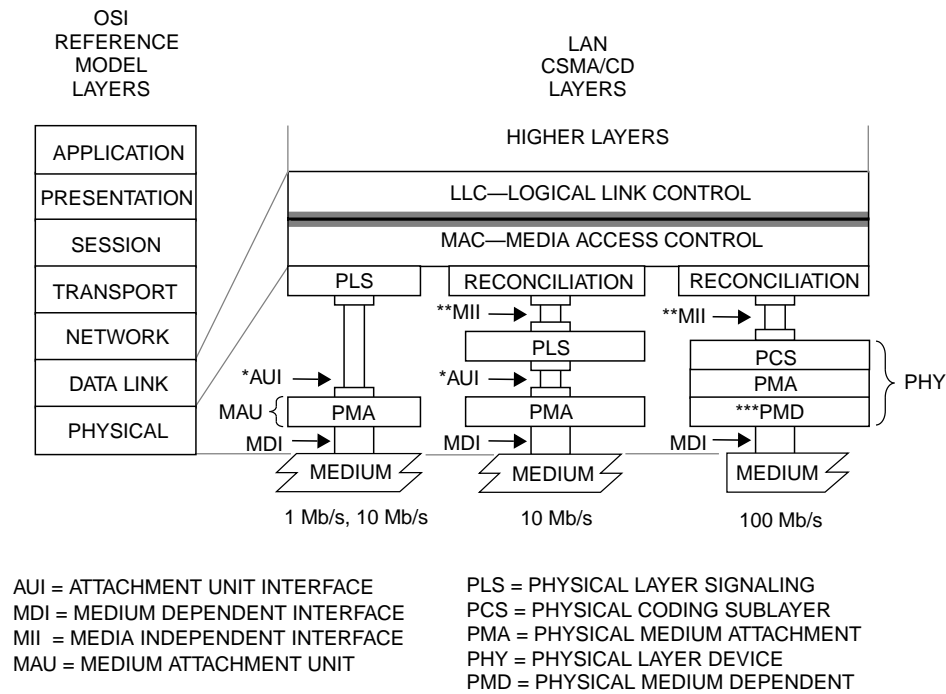 OSI
REFERENCE
MODEL
LAYERS
LAN
CSMA/CD
LAYERS
APPLICATION
PRESENTATION
SESSION
TRANSPORT
NETWORK
DATA LINK
PHYSICAL
HIGHER LAYERS
LLC—LOGICAL LINK CONTROL
MAC—MEDIA ACCESS CONTROL
PLS
*AUI
MAU
PMA
MDI
MEDIUM
1 Mb/s, 10 Mb/s
RECONCILIATION
**MII
PLS
*AUI
PMA
MDI
MEDIUM
10 Mb/s
RECONCILIATION
**MII
PCS
PMA
***PMD
PHY
MDI
MEDIUM
100 Mb/s
AUI = ATTACHMENT UNIT INTERFACE
MDI = MEDIUM DEPENDENT INTERFACE
MII = MEDIA INDEPENDENT INTERFACE
MAU = MEDIUM ATTACHMENT UNIT
PLS = PHYSICAL LAYER SIGNALING
PCS = PHYSICAL CODING SUBLAYER
PMA = PHYSICAL MEDIUM ATTACHMENT
PHY = PHYSICAL LAYER DEVICE
PMD = PHYSICAL MEDIUM DEPENDENT